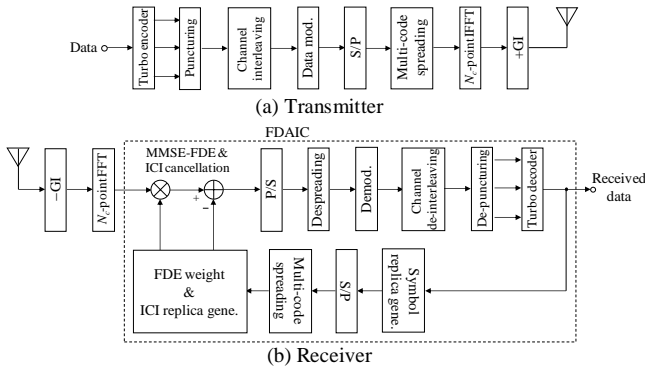 Data
Turbo encoder
Puncturing
Channel
interleaving
Data mod.
S/P
Multi-code
spreading
Nc-point IFFT
+GI
(a) Transmitter
FDAIC
−GI
Nc-point FFT
MMSE-FDE &
ICI cancellation
+
−
P/S
Despreading
Demod.
Channel
de-interleaving
De-puncturing
Turbo decoder
Received
data
FDE weight
&
ICI replica gene.
Multi-code
spreading
S/P
Symbol
replica gene.
(b) Receiver